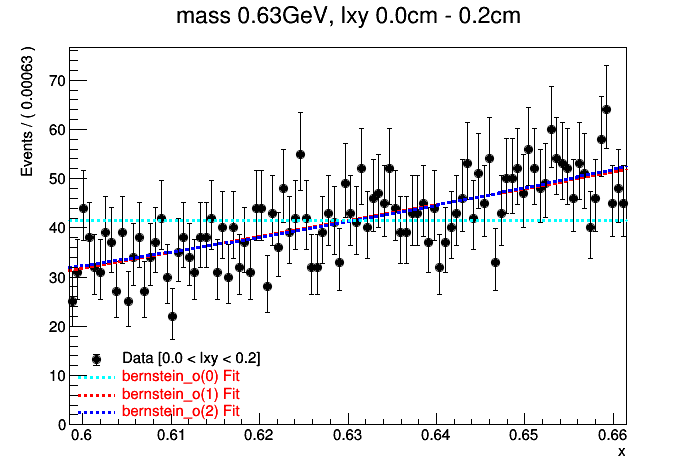 mass 0.63GeV, lxy 0.0cm - 0.2cm
Events / ( 0.00063 )
70
60
50
40
30
20
10
0
Data [0.0 < lxy < 0.2]
bernstein_o(0) Fit
bernstein_o(1) Fit
bernstein_o(2) Fit
0.6 0.61 0.62 0.63 0.64 0.65 0.66
x